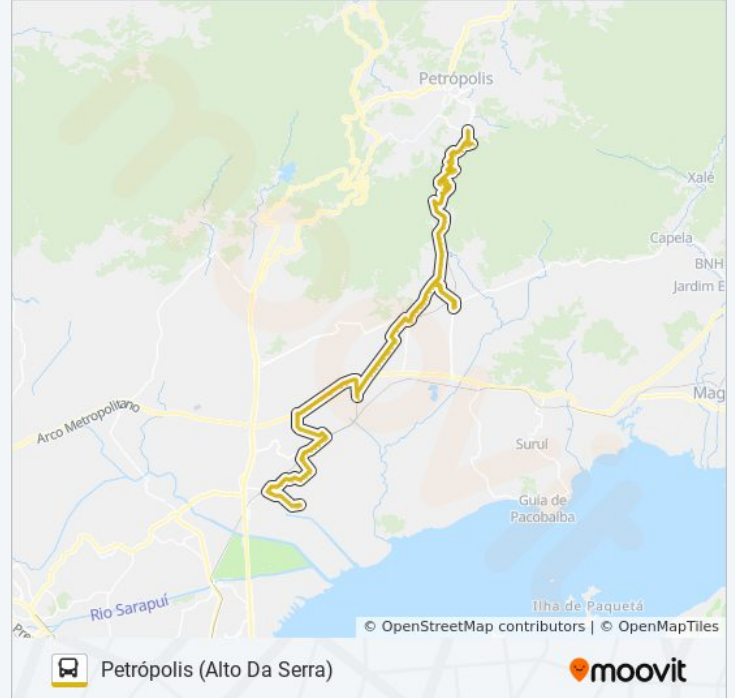 Petrópolis
Xalé
Capela
BNH
Jardim E
Arco Metropolitano
Mag
Suruí
Guia de
Pacobaíba
Rio Sarapuí
Ilha de Paquetá
Pre
© OpenStreetMap contributors | © OpenMapTiles
Petrópolis (Alto Da Serra)
moovit